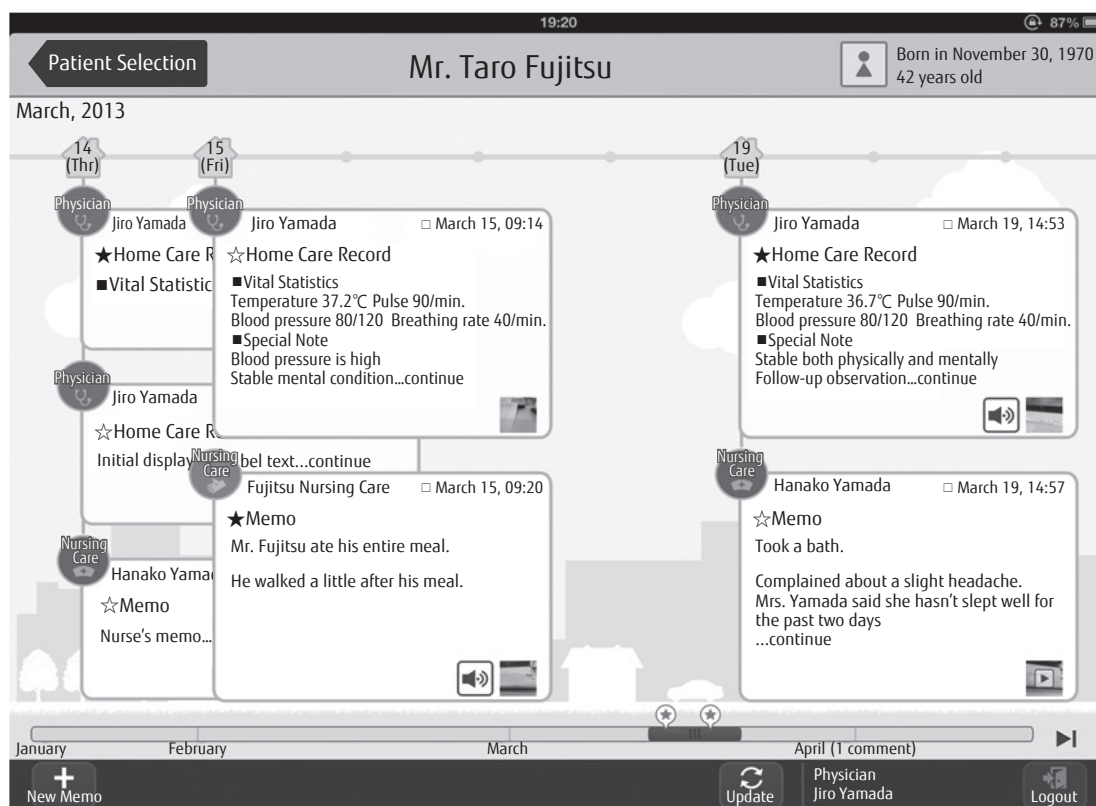 19:20
87%
Patient Selection
Mr. Taro Fujitsu
Born in November 30, 1970
42 years old
March, 2013
14
(Thr)
15
(Fri)
19
(Tue)
Physician
Jiro Yamada
★Home Care R
■Vital Statistic
Physician
Jiro Yamada
☆Home Care Re
Initial display
bel text...continue
Nursing
Care
Hanako Yama
☆Memo
Nurse's memo...
Physician
Jiro Yamada
□ March 15, 09:14
☆Home Care Record
■Vital Statistics
Temperature 37.2℃ Pulse 90/min.
Blood pressure 80/120 Breathing rate 40/min.
■Special Note
Blood pressure is high
Stable mental condition...continue
Nursing
Care
Fujitsu Nursing Care
□ March 15, 09:20
★Memo
Mr. Fujitsu ate his entire meal.
He walked a little after his meal.
Physician
Jiro Yamada
□ March 19, 14:53
★Home Care Record
■Vital Statistics
Temperature 36.7℃ Pulse 90/min.
Blood pressure 80/120 Breathing rate 40/min.
■Special Note
Stable both physically and mentally
Follow-up observation...continue
Nursing
Care
Hanako Yamada
□ March 19, 14:57
☆Memo
Took a bath.
Complained about a slight headache.
Mrs. Yamada said she hasn't slept well for
the past two days
...continue
January
February
March
April (1 comment)
New Memo
Update
Physician
Jiro Yamada
Logout